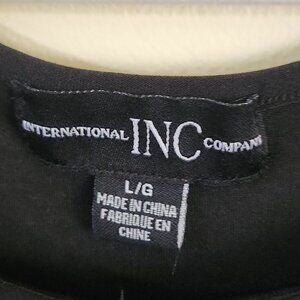 INTERNATIONAL INC COMPANY
L/G
MADE IN CHINA
FABRIQUE EN
CHINE